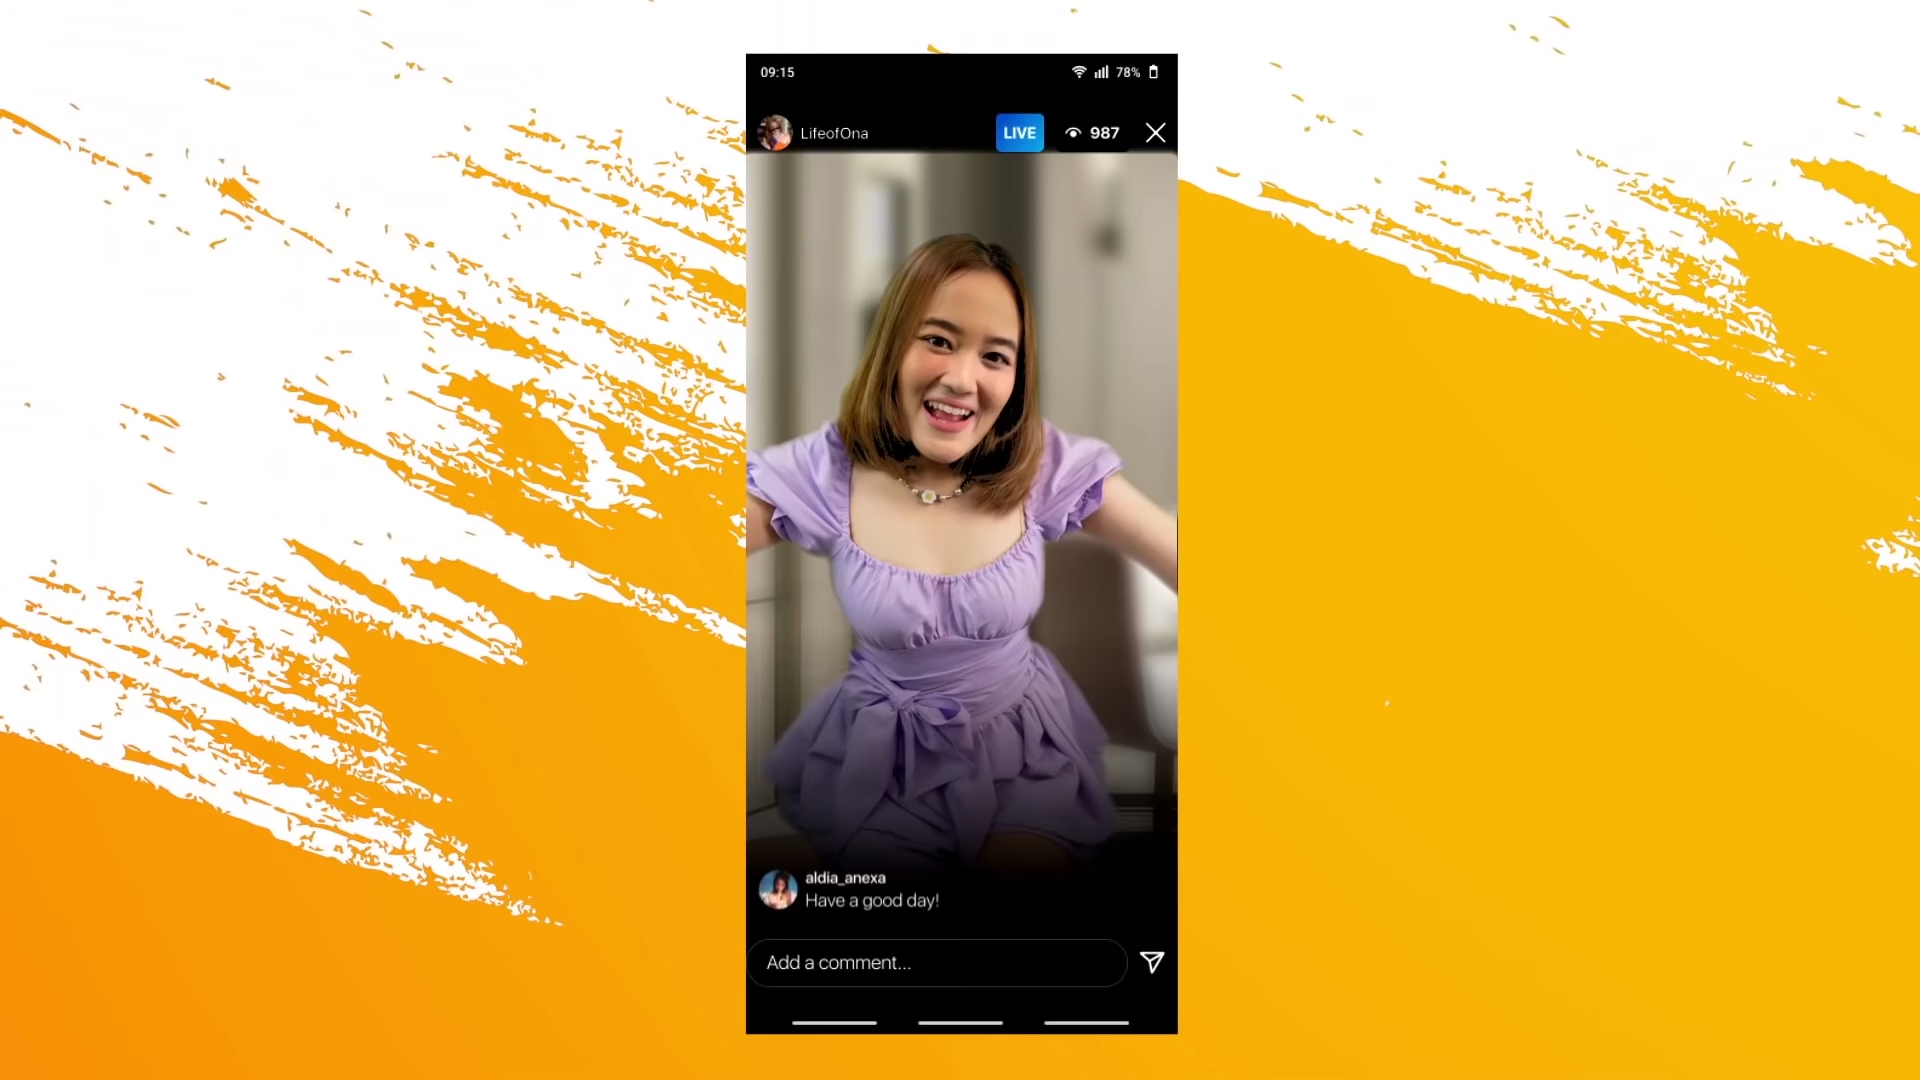 09:15 78%
LifeofOna LIVE 987
aldia_anexa
Have a good day!
Add a comment...